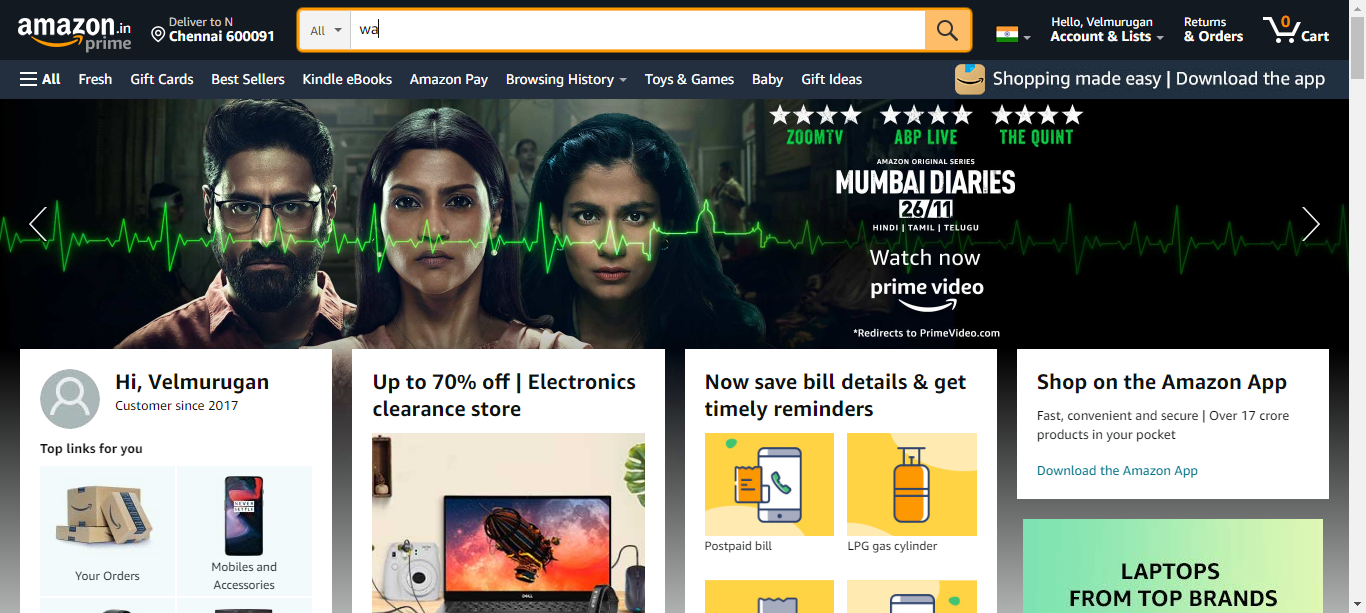 amazon.in
prime
Deliver to N
Chennai 600091
All
wa
Hello, Velmurugan
Account & Lists
Returns
& Orders
0
Cart
All
Fresh
Gift Cards
Best Sellers
Kindle eBooks
Amazon Pay
Browsing History
Toys & Games
Baby
Gift Ideas
Shopping made easy | Download the app
ZOOMTV
ABP LIVE
THE QUINT
AMAZON ORIGINAL SERIES
MUMBAI DIARIES
26/11
HINDI | TAMIL | TELUGU
Watch now
prime video
*Redirects to PrimeVideo.com
Hi, Velmurugan
Customer since 2017
Top links for you
Your Orders
Mobiles and
Accessories
Up to 70% off | Electronics
clearance store
DELL
Now save bill details & get
timely reminders
Postpaid bill
LPG gas cylinder
Shop on the Amazon App
Fast, convenient and secure | Over 17 crore
products in your pocket
Download the Amazon App
LAPTOPS
FROM TOP BRANDS